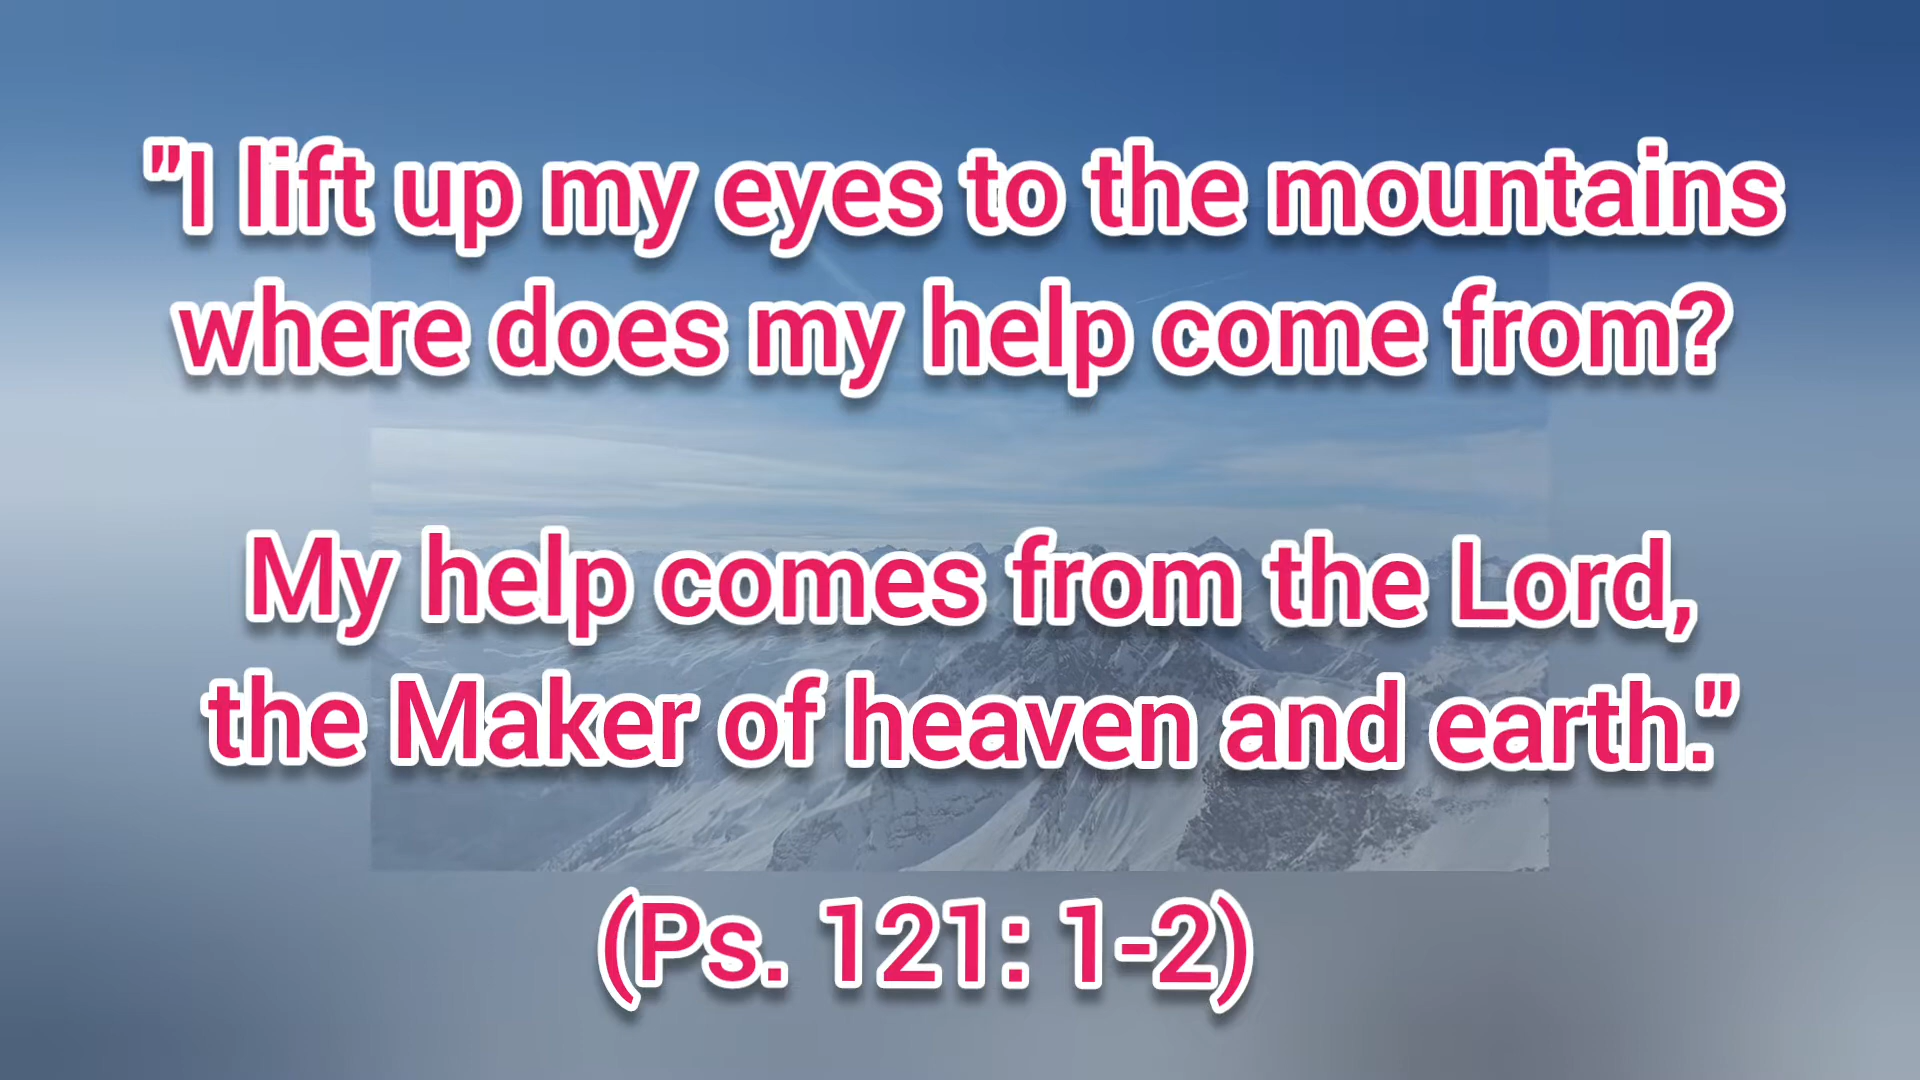 "I lift up my eyes to the mountains
where does my help come from?
My help comes from the Lord,
the Maker of heaven and earth."
(Ps. 121: 1-2)